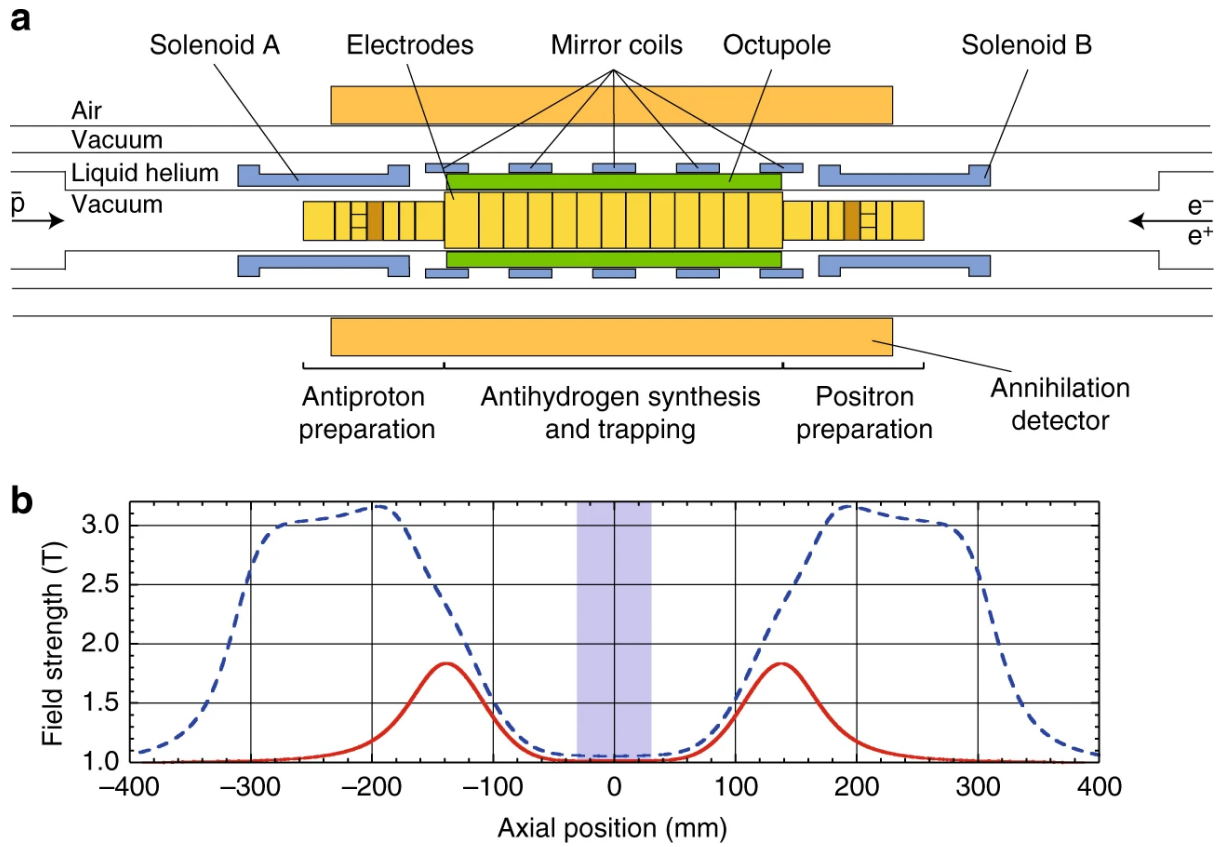 a
Solenoid A
Electrodes
Mirror coils
Octupole
Solenoid B
Air
Vacuum
Liquid helium
Vacuum
p̅
e−
e+
Antiproton
preparation
Antihydrogen synthesis
and trapping
Positron
preparation
Annihilation
detector
b
Field strength (T)
3.0
2.5
2.0
1.5
1.0
−400
−300
−200
−100
0
100
200
300
400
Axial position (mm)